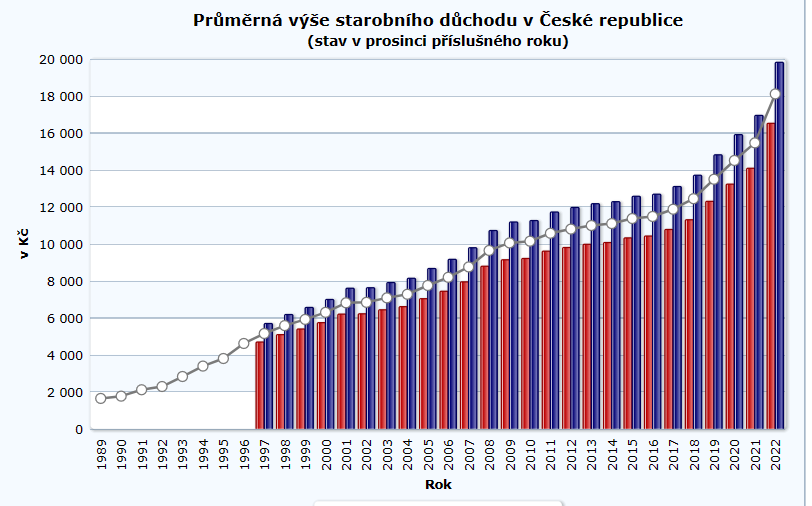 Průměrná výše starobního důchodu v České republice
(stav v prosinci příslušného roku)
20 000
18 000
16 000
14 000
12 000
10 000
8 000
6 000
4 000
2 000
0
v Kč
1989 1990 1991 1992 1993 1994 1995 1996 1997 1998 1999 2000 2001 2002 2003 2004 2005 2006 2007 2008 2009 2010 2011 2012 2013 2014 2015 2016 2017 2018 2019 2020 2021 2022
Rok